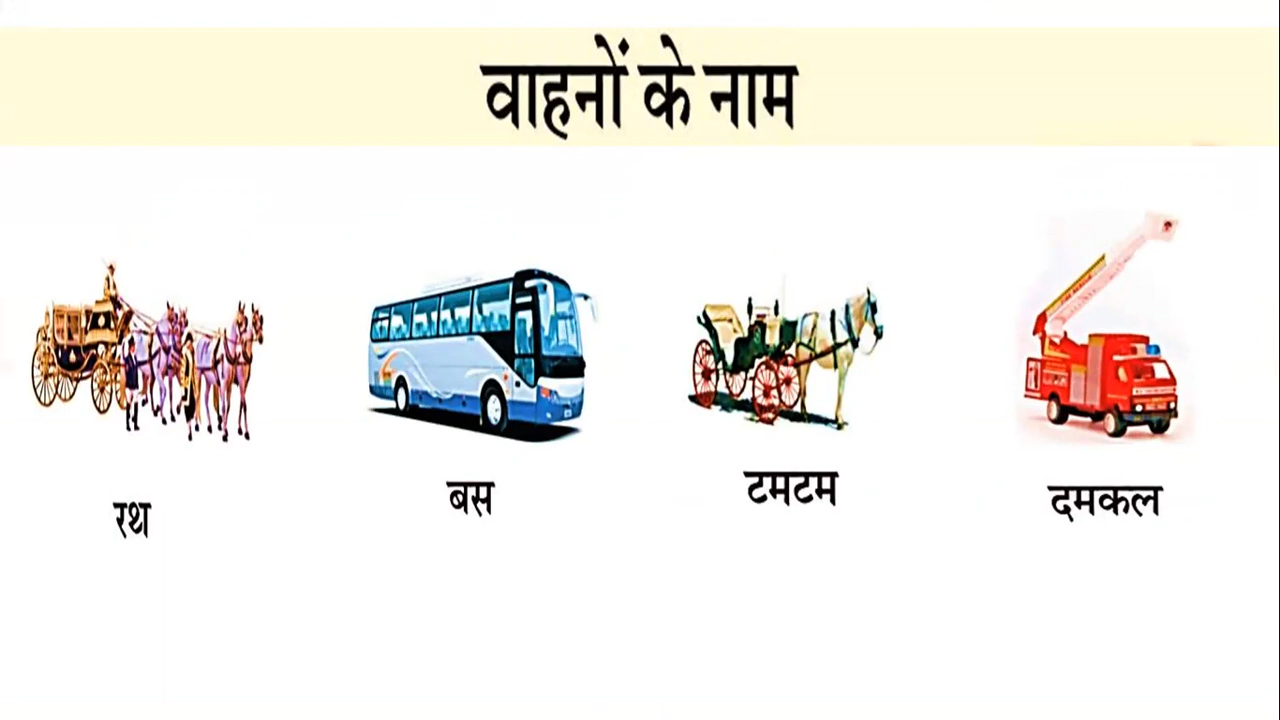 वाहनों के नाम
रथ
बस
टमटम
दमकल